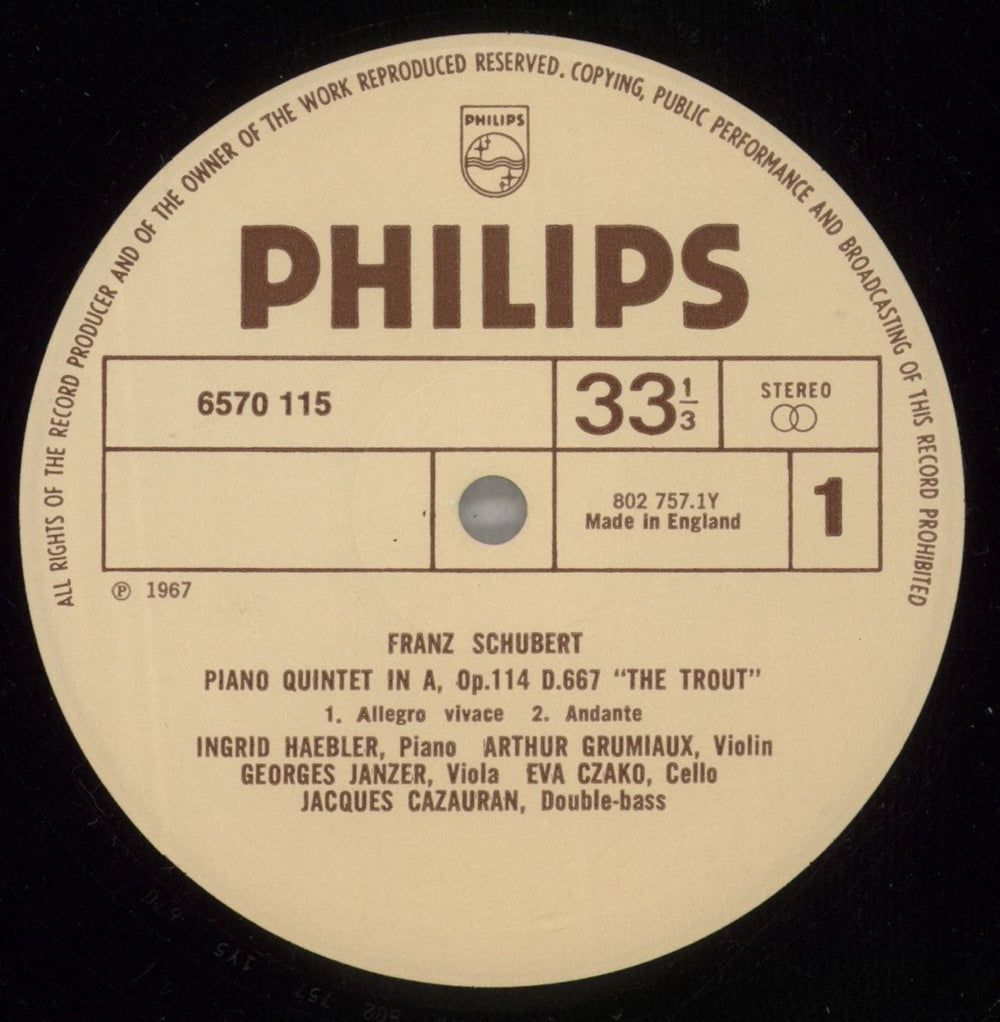 ALL RIGHTS OF THE RECORD PRODUCER AND OF THE OWNER OF THE WORK REPRODUCED RESERVED. COPYING, PUBLIC PERFORMANCE AND BROADCASTING OF THIS RECORD PROHIBITED
PHILIPS
PHILIPS
6570 115
33 1/3
STEREO
802 757.1Y
Made in England
1
Ⓟ 1967
FRANZ SCHUBERT
PIANO QUINTET IN A, Op.114 D.667 “THE TROUT”
1. Allegro vivace 2. Andante
INGRID HAEBLER, Piano ARTHUR GRUMIAUX, Violin
GEORGES JANZER, Viola EVA CZAKO, Cello
JACQUES CAZAURAN, Double-bass